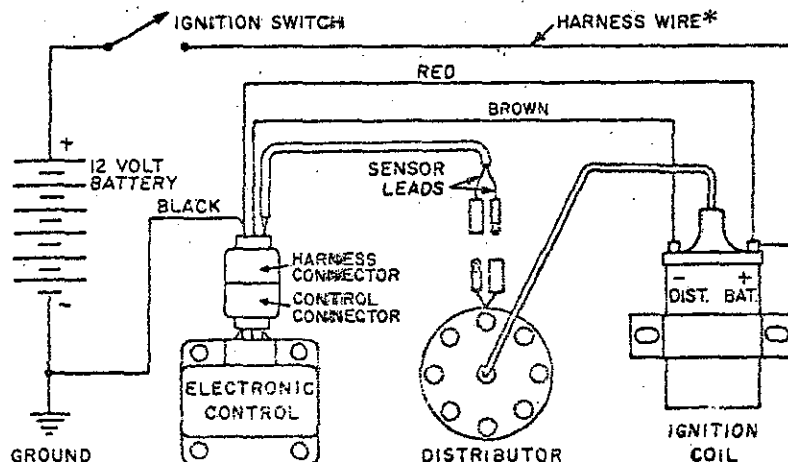 IGNITION SWITCH
HARNESS WIRE*
RED
BROWN
+
12 VOLT
BATTERY
SENSOR
LEADS
BLACK
HARNESS
CONNECTOR
CONTROL
CONNECTOR
-
- +
DIST. BAT.
ELECTRONIC
CONTROL
GROUND
DISTRIBUTOR
IGNITION
COIL